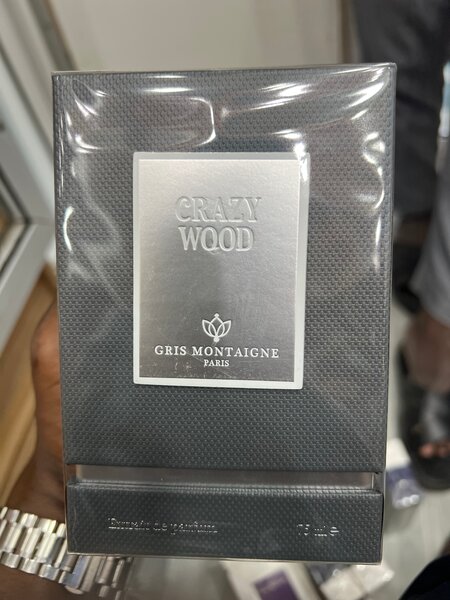 CRAZY
WOOD
GRIS MONTAIGNE
PARIS
Extrait de parfum 75 ml e